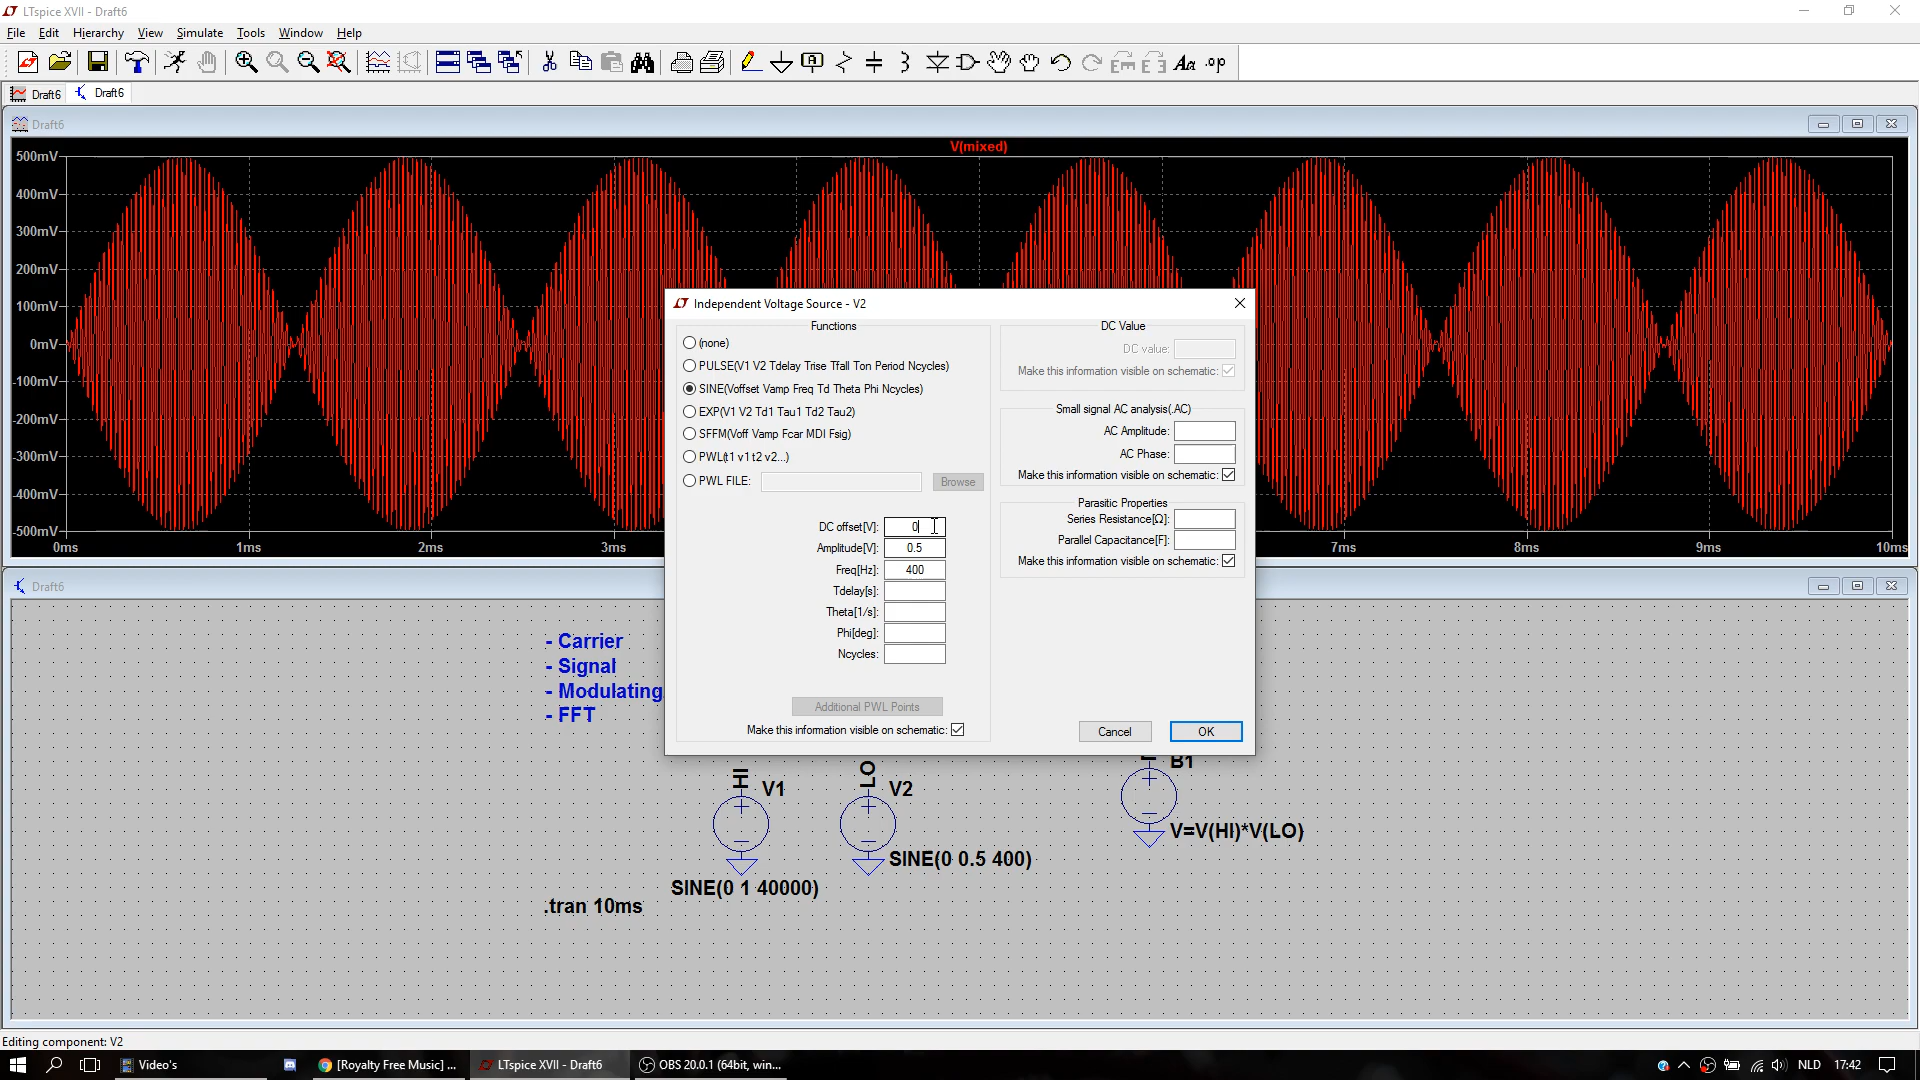 LTspice XVII - Draft6
File Edit Hierarchy View Simulate Tools Window Help
.op
Draft6 Draft6
Draft6
V(mixed)
500mV
400mV
300mV
200mV
100mV
0mV
-100mV
-200mV
-300mV
-400mV
-500mV
0ms 1ms 2ms 3ms 7ms 8ms 9ms 10ms
Independent Voltage Source - V2
Functions
(none)
PULSE(V1 V2 Tdelay Trise Tfall Ton Period Ncycles)
SINE(Voffset Vamp Freq Td Theta Phi Ncycles)
EXP(V1 V2 Td1 Tau1 Td2 Tau2)
SFFM(Voff Vamp Fcar MDI Fsig)
PWL(t1 v1 t2 v2...)
PWL FILE: Browse
DC offset[V]: 0
Amplitude[V]: 0.5
Freq[Hz]: 400
Tdelay[s]:
Theta[1/s]:
Phi[deg]:
Ncycles:
Additional PWL Points
Make this information visible on schematic:
DC Value
DC value:
Make this information visible on schematic:
Small signal AC analysis(.AC)
AC Amplitude:
AC Phase:
Make this information visible on schematic:
Parasitic Properties
Series Resistance[Ω]:
Parallel Capacitance[F]:
Make this information visible on schematic:
Cancel OK
Draft6
- Carrier
- Signal
- Modulating
- FFT
HI V1
LO V2
B1
V=V(HI)*V(LO)
SINE(0 0.5 400)
SINE(0 1 40000)
.tran 10ms
Editing component: V2
Video's
[Royalty Free Music] ...
LTspice XVII - Draft6
OBS 20.0.1 (64bit, win...
NLD 17:42